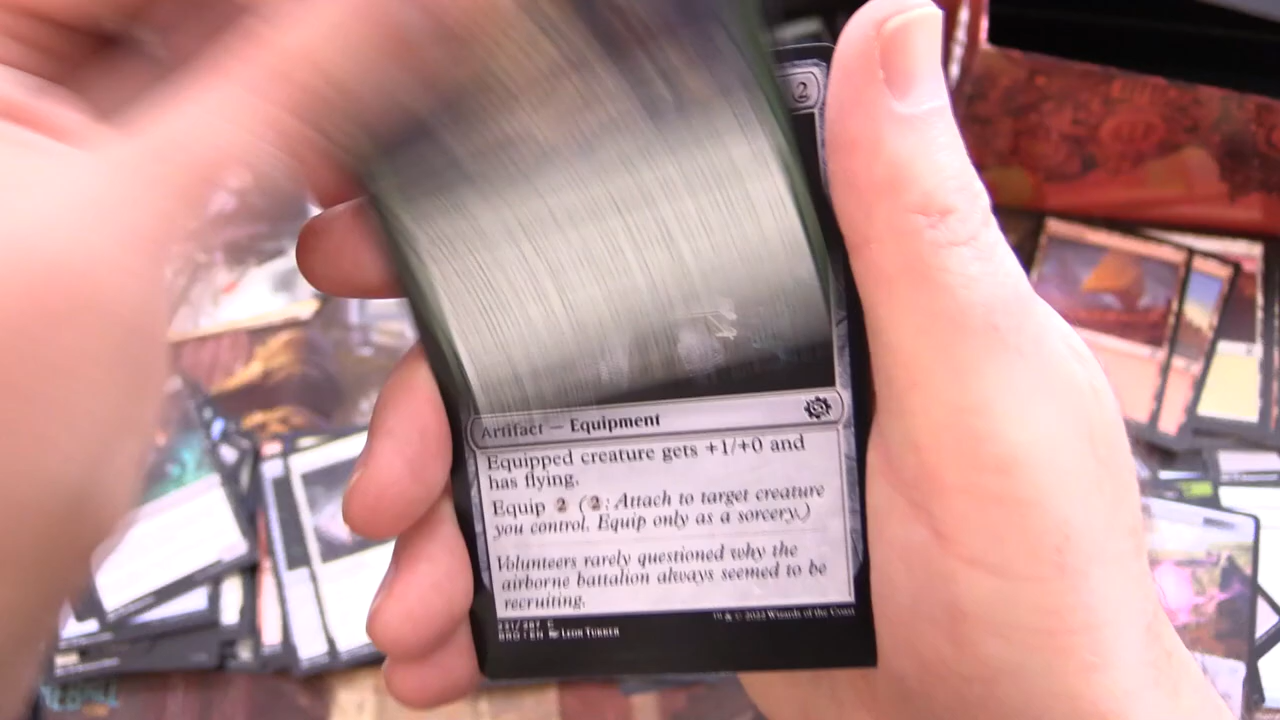 2
Artifact — Equipment
Equipped creature gets +1/+0 and
has flying.
Equip 2 (2: Attach to target creature
you control. Equip only as a sorcery.)
Volunteers rarely questioned why the
airborne battalion always seemed to be
recruiting.
BRO • EN Leon Tukker
™ & © 2022 Wizards of the Coast